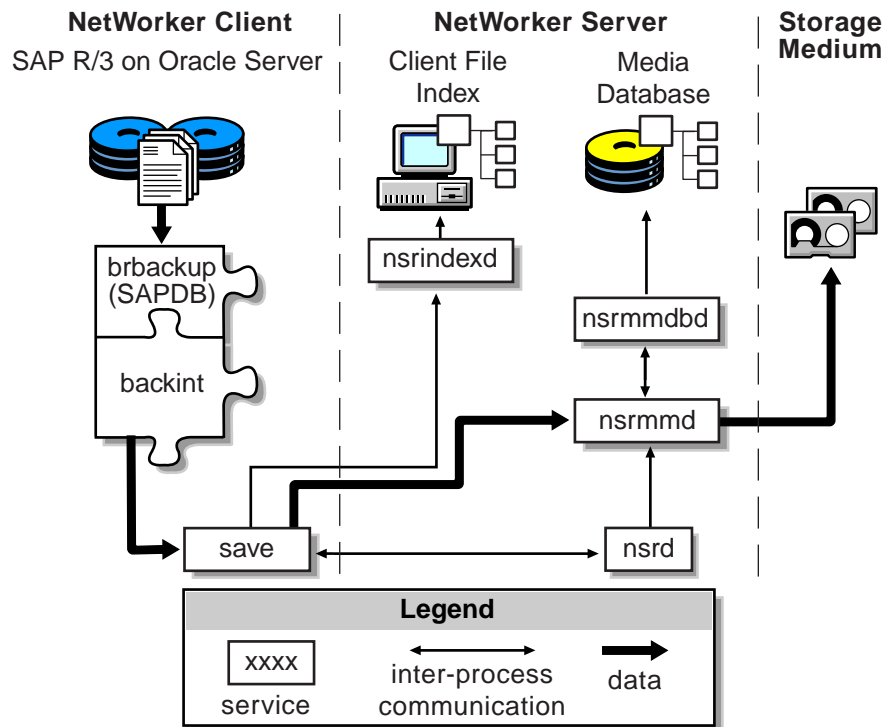 NetWorker Client
SAP R/3 on Oracle Server
NetWorker Server
Client File
Index
Media
Database
Storage
Medium
nsrindexd
brbackup
(SAPDB)
nsrmmdbd
backint
nsrmmd
save
nsrd
Legend
xxxx
service
inter-process
communication
data